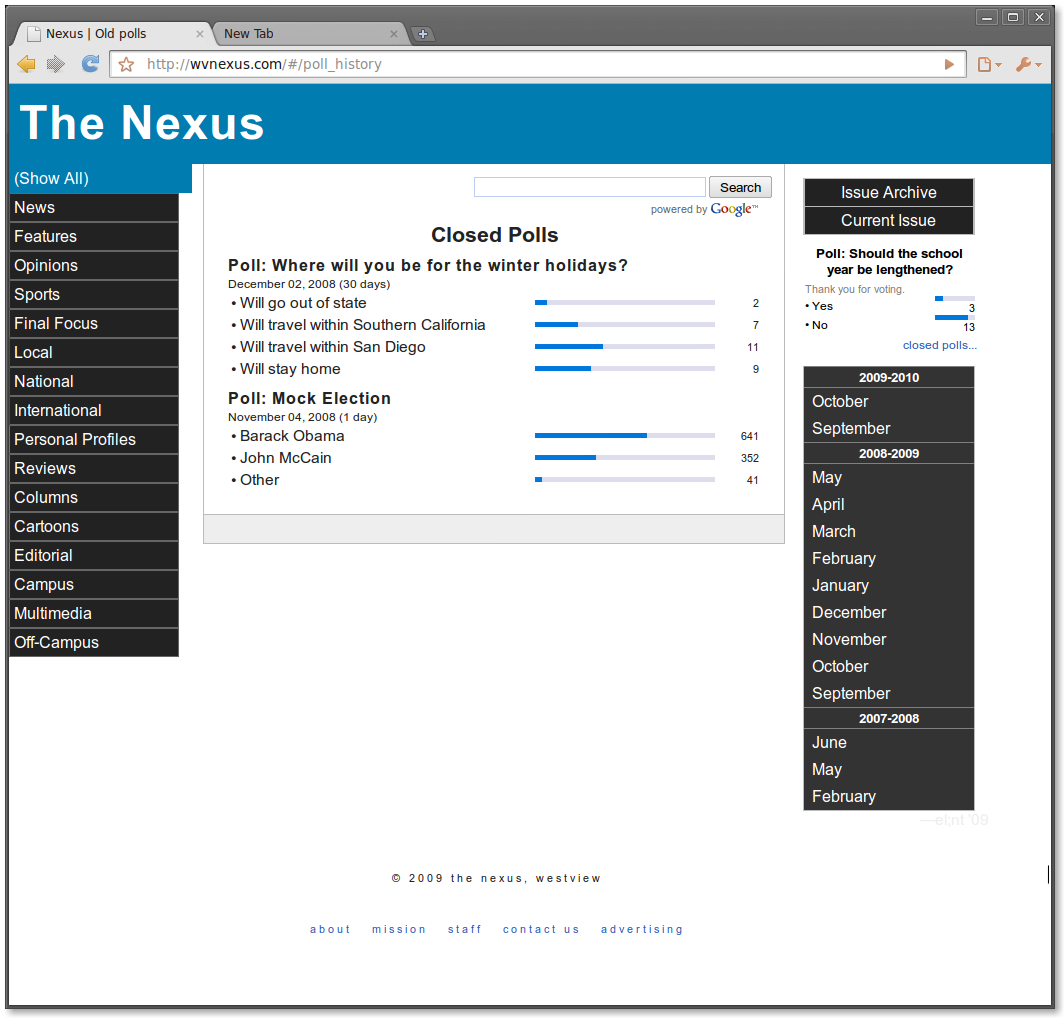 Nexus | Old polls
New Tab
http://wvnexus.com/#/poll_history
The Nexus
(Show All)
News
Features
Opinions
Sports
Final Focus
Local
National
International
Personal Profiles
Reviews
Columns
Cartoons
Editorial
Campus
Multimedia
Off-Campus
Search
powered by Google™
Closed Polls
Poll: Where will you be for the winter holidays?
December 02, 2008 (30 days)
• Will go out of state 2
• Will travel within Southern California 7
• Will travel within San Diego 11
• Will stay home 9
Poll: Mock Election
November 04, 2008 (1 day)
• Barack Obama 641
• John McCain 352
• Other 41
Issue Archive
Current Issue
Poll: Should the school
year be lengthened?
Thank you for voting.
• Yes 3
• No 13
closed polls...
2009-2010
October
September
2008-2009
May
April
March
February
January
December
November
October
September
2007-2008
June
May
February
—el;nt '09
© 2009 the nexus, westview
about mission staff contact us advertising